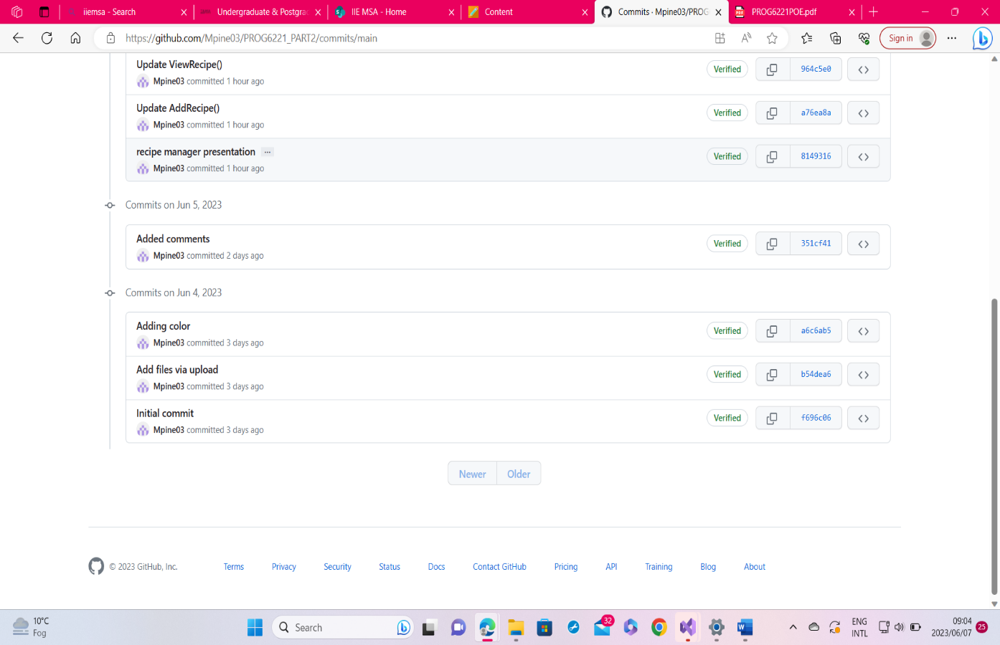 iiemsa - Search
Undergraduate & Postgra
IIE MSA - Home
Content
Commits · Mpine03/PROG
PROG6221POE.pdf
https://github.com/Mpine03/PROG6221_PART2/commits/main
Sign in
Update ViewRecipe()
Mpine03 committed 1 hour ago
Verified
964c5e0
Update AddRecipe()
Mpine03 committed 1 hour ago
Verified
a76ea8a
recipe manager presentation ...
Mpine03 committed 1 hour ago
Verified
8149316
Commits on Jun 5, 2023
Added comments
Mpine03 committed 2 days ago
Verified
351cf41
Commits on Jun 4, 2023
Adding color
Mpine03 committed 3 days ago
Verified
a6c6ab5
Add files via upload
Mpine03 committed 3 days ago
Verified
b54dea6
Initial commit
Mpine03 committed 3 days ago
Verified
f696c06
Newer Older
© 2023 GitHub, Inc. Terms Privacy Security Status Docs Contact GitHub Pricing API Training Blog About
10°C
Fog
Search
32
ENG
INTL
09:04
2023/06/07
25